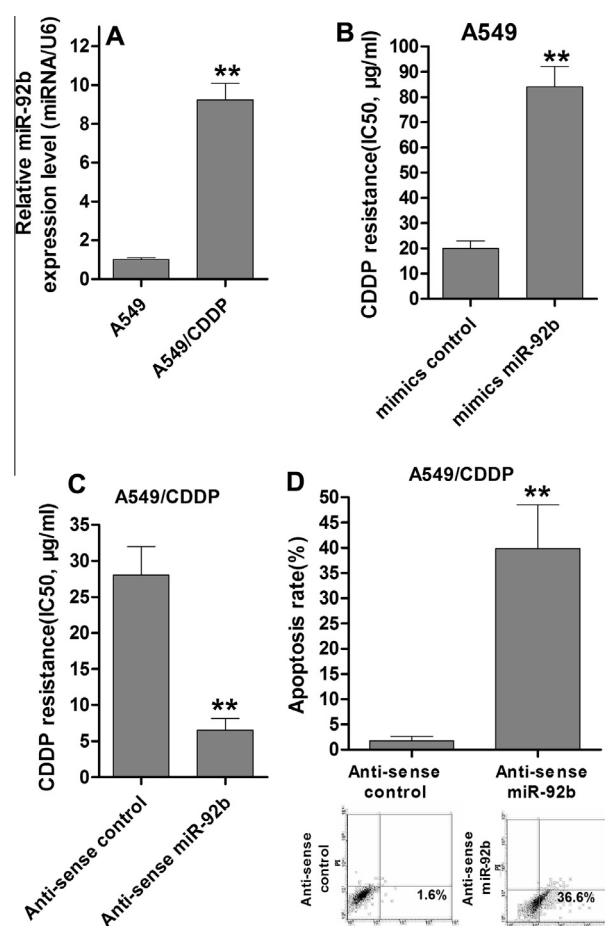 A
Relative miR-92b
expression level (miRNA/U6)
12
10
8
6
4
2
0
**
A549
A549/CDDP
B
A549
CDDP resistance(IC50, µg/ml)
100
90
80
70
60
50
40
30
20
10
0
**
mimics control
mimics miR-92b
C
A549/CDDP
CDDP resistance(IC50, µg/ml)
35
30
25
20
15
10
5
0
**
Anti-sense control
Anti-sense miR-92b
D
A549/CDDP
Apoptosis rate(%)
50
45
40
35
30
25
20
15
10
5
0
**
Anti-sense
control
Anti-sense
miR-92b
Anti-sense
control
PI
1.6%
Anti-sense
miR-92b
PI
36.6%